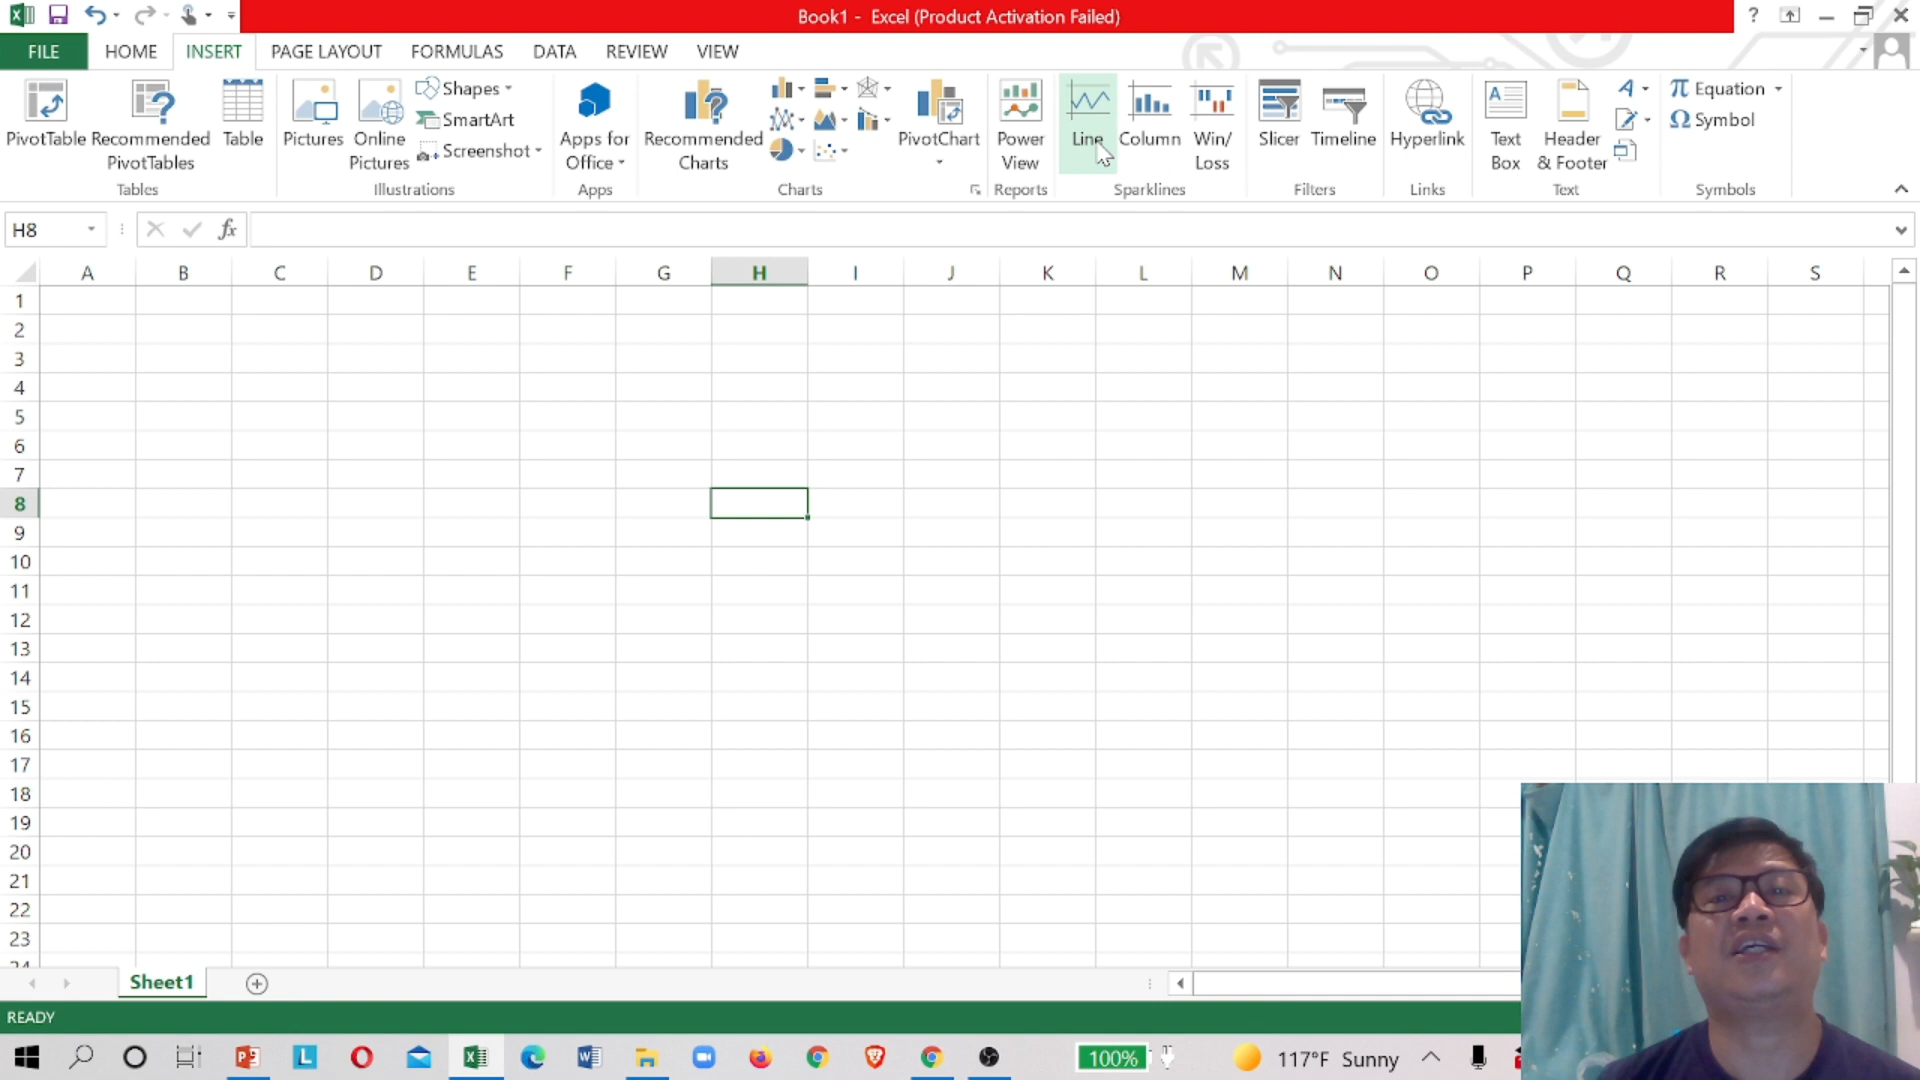 Book1 - Excel (Product Activation Failed)
?
FILE HOME INSERT PAGE LAYOUT FORMULAS DATA REVIEW VIEW
PivotTable
Recommended PivotTables
Table
Tables
Pictures
Online Pictures
Shapes
SmartArt
Screenshot
Illustrations
Apps for Office
Apps
Recommended Charts
PivotChart
Charts
Power View
Reports
Line
Column
Win/ Loss
Sparklines
Slicer
Timeline
Filters
Hyperlink
Links
Text Box
Header & Footer
Text
π Equation
Ω Symbol
Symbols
H8
fx
A B C D E F G H I J K L M N O P Q R S
1
2
3
4
5
6
7
8
9
10
11
12
13
14
15
16
17
18
19
20
21
22
23
24
Sheet1
READY
100%
117°F Sunny